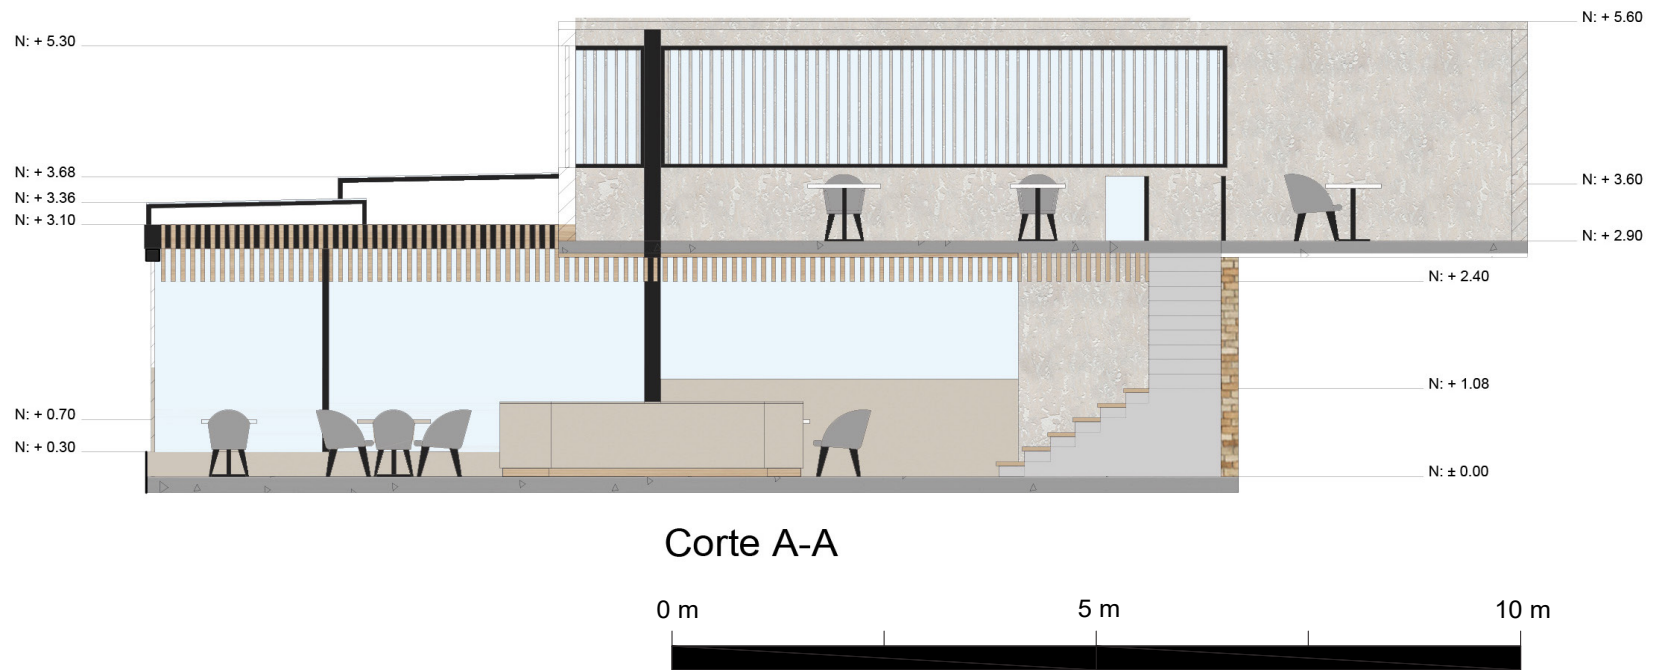 N: + 5.60
N: + 5.30
N: + 3.68
N: + 3.60
N: + 3.36
N: + 3.10
N: + 2.90
N: + 2.40
N: + 1.08
N: + 0.70
N: + 0.30
N: ± 0.00
Corte A-A
0 m 5 m 10 m